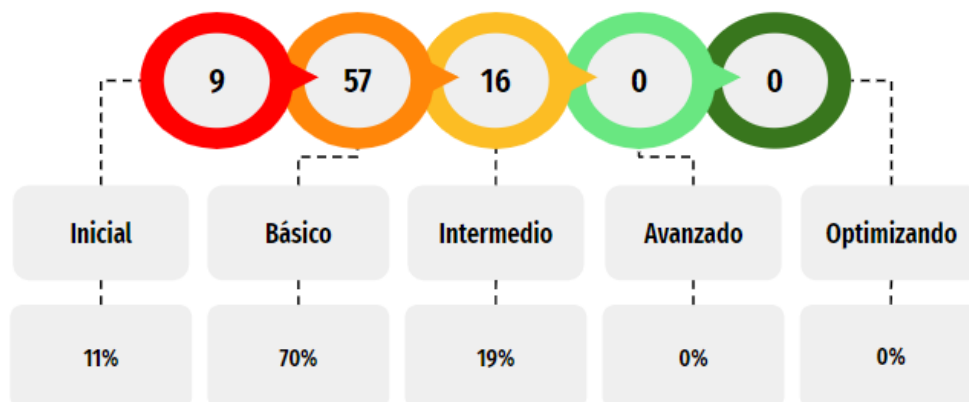 9 57 16 0 0
Inicial Básico Intermedio Avanzado Optimizando
11% 70% 19% 0% 0%